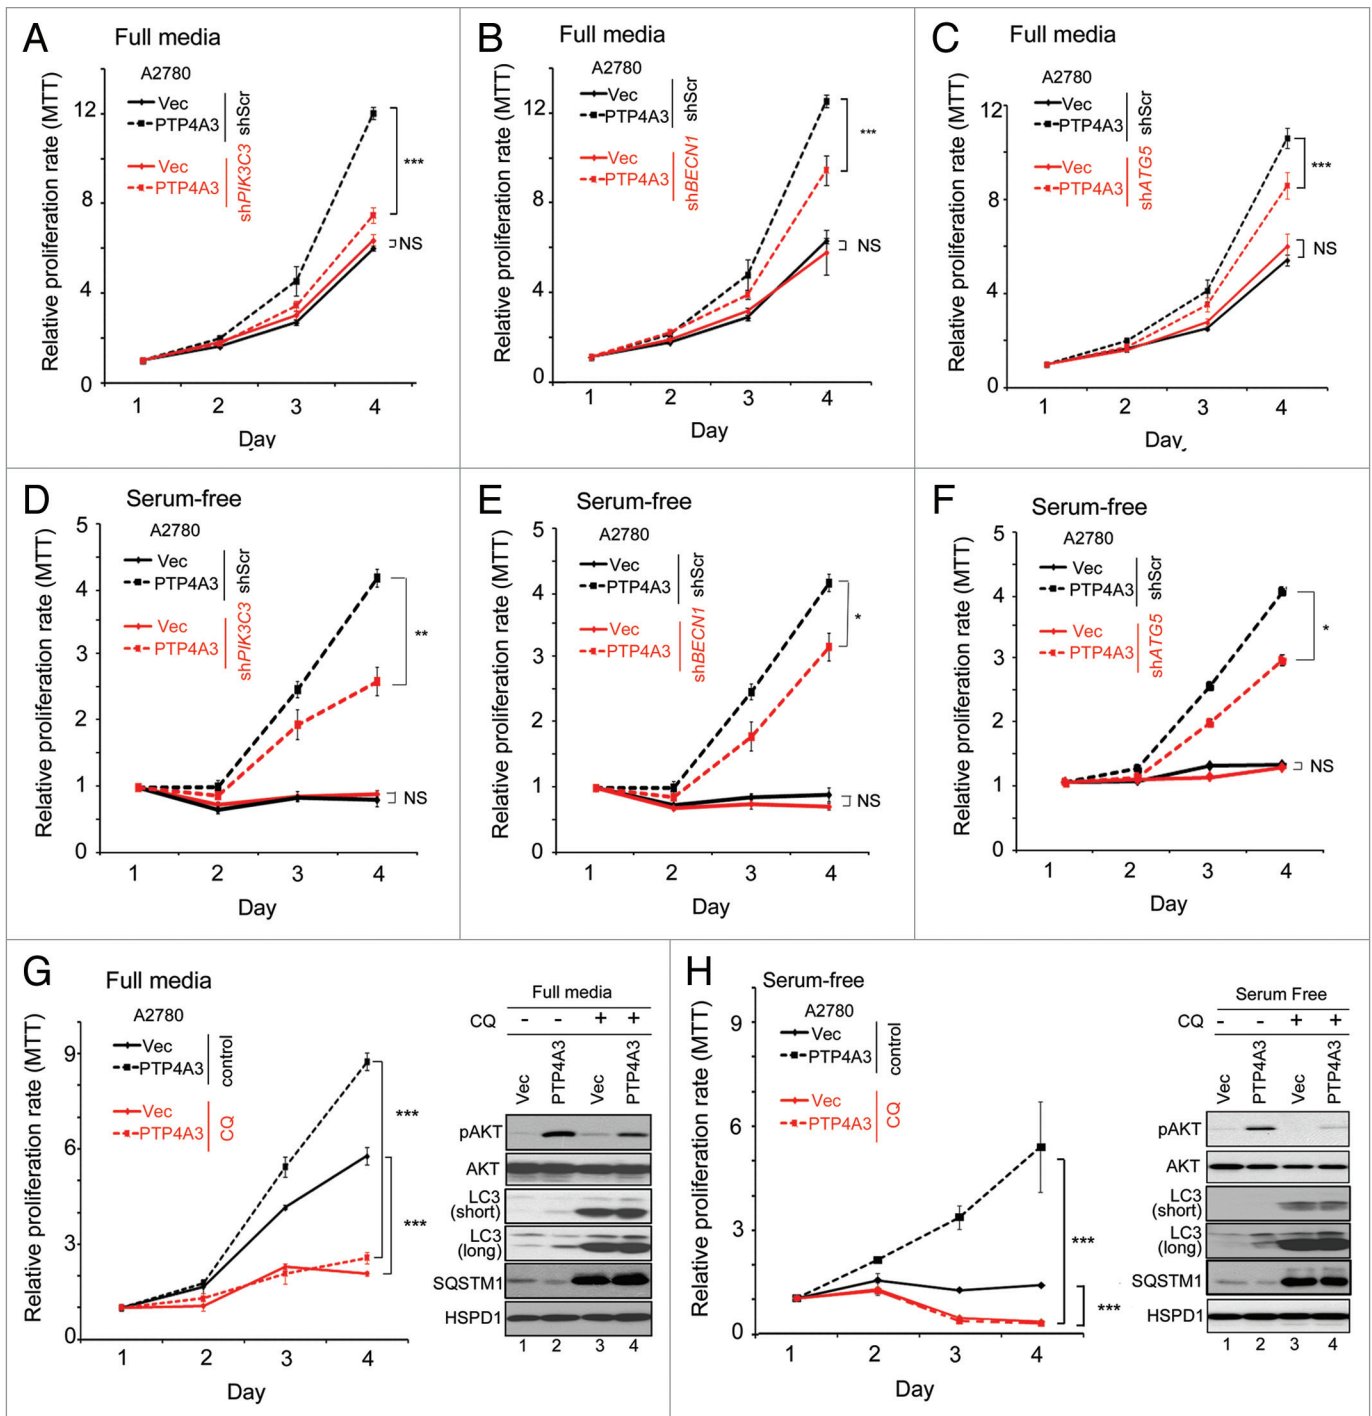 A
Full media
A2780
Vec
PTP4A3
shScr
Vec
PTP4A3
shPIK3C3
Relative proliferation rate (MTT)
12
8
4
0
***
NS
1 2 3 4
Day
B
Full media
A2780
Vec
PTP4A3
shScr
Vec
PTP4A3
shBECN1
Relative proliferation rate (MTT)
12
8
4
0
***
NS
1 2 3 4
Day
C
Full media
A2780
Vec
PTP4A3
shScr
Vec
PTP4A3
shATG5
Relative proliferation rate (MTT)
12
8
4
0
***
NS
1 2 3 4
Day
D
Serum-free
A2780
Vec
PTP4A3
shScr
Vec
PTP4A3
shPIK3C3
Relative proliferation rate (MTT)
5
4
3
2
1
0
**
NS
1 2 3 4
Day
E
Serum-free
A2780
Vec
PTP4A3
shScr
Vec
PTP4A3
shBECN1
Relative proliferation rate (MTT)
5
4
3
2
1
0
*
NS
1 2 3 4
Day
F
Serum-free
A2780
Vec
PTP4A3
shScr
Vec
PTP4A3
shATG5
Relative proliferation rate (MTT)
5
4
3
2
1
0
*
NS
1 2 3 4
Day
G
Full media
A2780
Vec
PTP4A3
control
Vec
PTP4A3
CQ
Relative proliferation rate (MTT)
9
6
3
0
***
***
1 2 3 4
Day
Full media
CQ - - + +
Vec PTP4A3 Vec PTP4A3
pAKT
AKT
LC3
(short)
LC3
(long)
SQSTM1
HSPD1
1 2 3 4
H
Serum-free
A2780
Vec
PTP4A3
control
Vec
PTP4A3
CQ
Relative proliferation rate (MTT)
9
6
3
0
***
***
1 2 3 4
Day
Serum Free
CQ - - + +
Vec PTP4A3 Vec PTP4A3
pAKT
AKT
LC3
(short)
LC3
(long)
SQSTM1
HSPD1
1 2 3 4